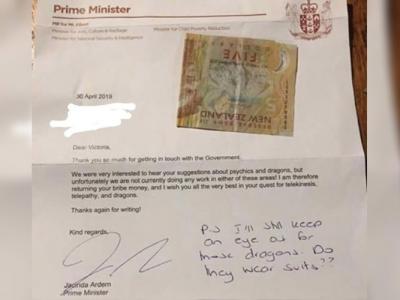 Prime Minister
MP for Mt Albert
Minister for Arts, Culture & Heritage
Minister for National Security & Intelligence
Minister for Child Poverty Reduction
30 April 2019
FIVE
NEW ZEALAND
Dear Victoria,
Thank you so much for getting in touch with the Government.
We were very interested to hear your suggestions about psychics and dragons, but
unfortunately we are not currently doing any work in either of these areas! I am therefore
returning your bribe money, and I wish you all the very best in your quest for telekinesis,
telepathy, and dragons.
Thanks again for writing!
Kind regards,
Jacinda Ardern
Prime Minister
P.S I'll still keep
an eye out for
those dragons. Do
they wear suits??